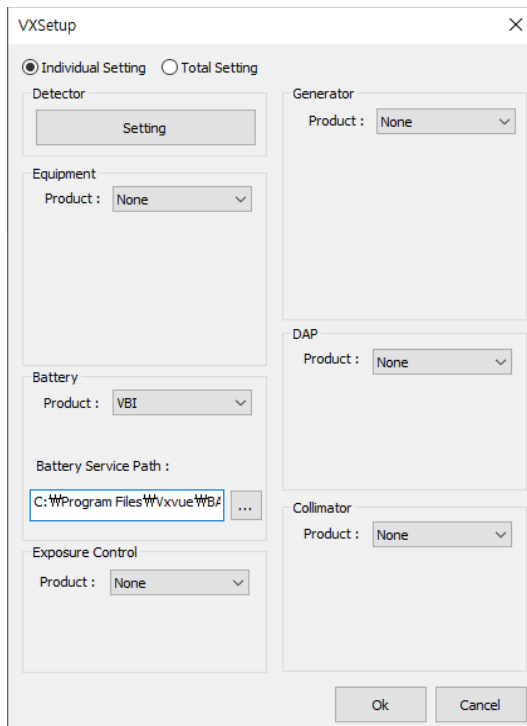 VXSetup
Individual Setting
Total Setting
Detector
Setting
Equipment
Product :
None
Battery
Product :
VBI
Battery Service Path :
C:₩Program Files₩Vxvue₩BA
...
Exposure Control
Product :
None
Generator
Product :
None
DAP
Product :
None
Collimator
Product :
None
Ok
Cancel